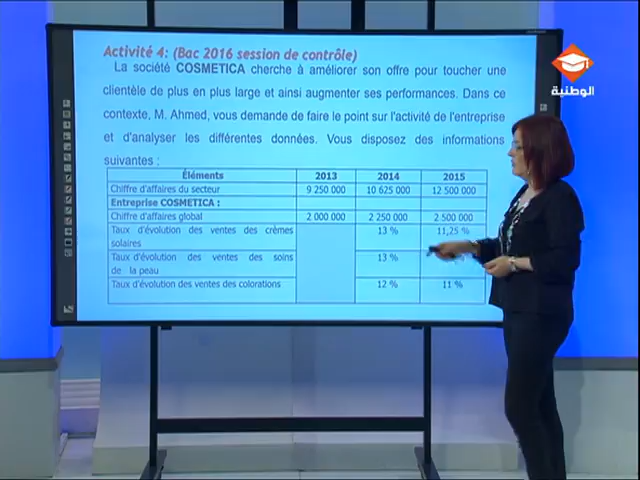 Activité 4: (Bac 2016 session de contrôle)
La société COSMETICA cherche à améliorer son offre pour toucher une
clientèle de plus en plus large et ainsi augmenter ses performances. Dans ce
contexte, M. Ahmed, vous demande de faire le point sur l'activité de l'entreprise
et d'analyser les différentes données. Vous disposez des informations
suivantes :
Éléments 2013 2014 2015
Chiffre d'affaires du secteur 9 250 000 10 625 000 12 500 000
Entreprise COSMETICA :
Chiffre d'affaires global 2 000 000 2 250 000 2 500 000
Taux d'évolution des ventes des crèmes 13 % 11,25 %
solaires
Taux d'évolution des ventes des soins 13 %
de la peau
Taux d'évolution des ventes des colorations 12 % 11 %
الوطنية